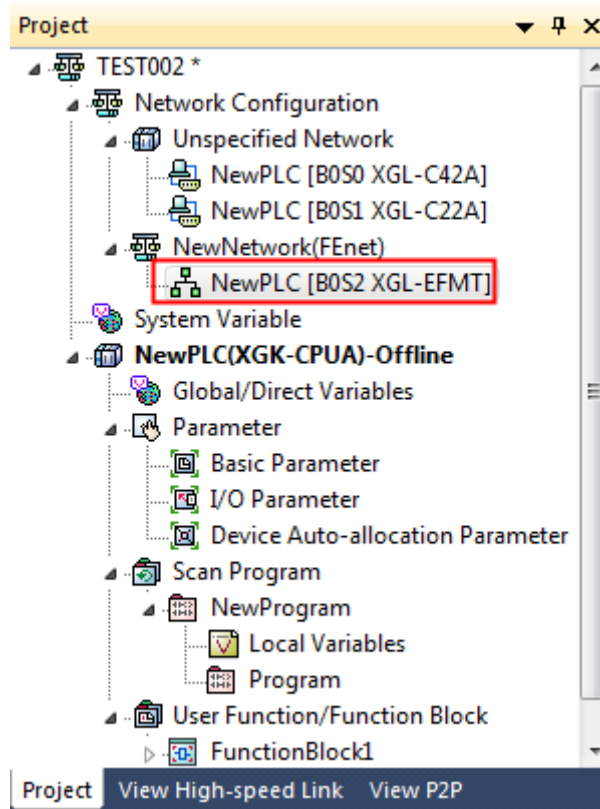 Project
TEST002 *
Network Configuration
Unspecified Network
NewPLC [B0S0 XGL-C42A]
NewPLC [B0S1 XGL-C22A]
NewNetwork(FEnet)
NewPLC [B0S2 XGL-EFMT]
System Variable
NewPLC(XGK-CPUA)-Offline
Global/Direct Variables
Parameter
Basic Parameter
I/O Parameter
Device Auto-allocation Parameter
Scan Program
NewProgram
Local Variables
Program
User Function/Function Block
FunctionBlock1
Project View High-speed Link View P2P